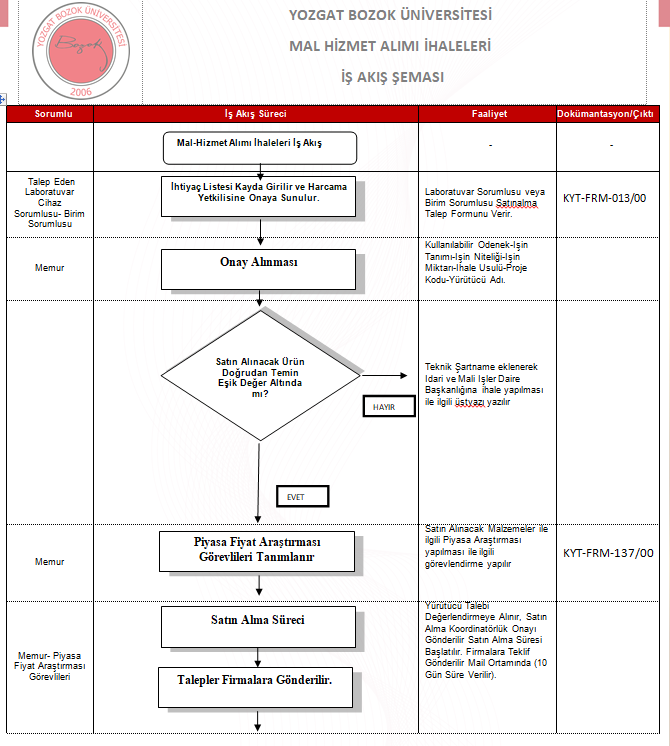 YOZGAT BOZOK ÜNİVERSİTESİ
Bozok
2006
YOZGAT BOZOK ÜNİVERSİTESİ
MAL HİZMET ALIMI İHALELERİ
İŞ AKIŞ ŞEMASI
Sorumlu
İş Akış Süreci
Faaliyet
Dokümantasyon/Çıktı
Mal-Hizmet Alımı İhaleleri İş Akış
-
-
Talep Eden
Laboratuvar
Cihaz
Sorumlusu- Birim
Sorumlusu
İhtiyaç Listesi Kayda Girilir ve Harcama
Yetkilisine Onaya Sunulur.
Laboratuvar Sorumlusu veya
Birim Sorumlusu Satınalma
Talep Formunu Verir.
KYT-FRM-013/00
Memur
Onay Alınması
Kullanılabilir Ödenek-İşin
Tanımı-İşin Niteliği-İşin
Miktarı-İhale Usulü-Proje
Kodu-Yürütücü Adı.
Satın Alınacak Ürün
Doğrudan Temin
Eşik Değer Altında
mı?
HAYIR
Teknik Şartname eklenerek
İdari ve Mali İşler Daire
Başkanlığına ihale yapılması
ile ilgili üstyazı yazılır
EVET
Memur
Piyasa Fiyat Araştırması
Görevlileri Tanımlanır
Satın Alınacak Malzemeler ile
ilgili Piyasa Araştırması
yapılması ile ilgili
görevlendirme yapılır
KYT-FRM-137/00
Memur- Piyasa
Fiyat Araştırması
Görevlileri
Satın Alma Süreci
Talepler Firmalara Gönderilir.
Yürütücü Talebi
Değerlendirmeye Alınır, Satın
Alma Koordinatörlük Onayı
Gönderilir Satın Alma Süresi
Başlatılır. Firmalara Teklif
Gönderilir Mail Ortamında (10
Gün Süre Verilir).